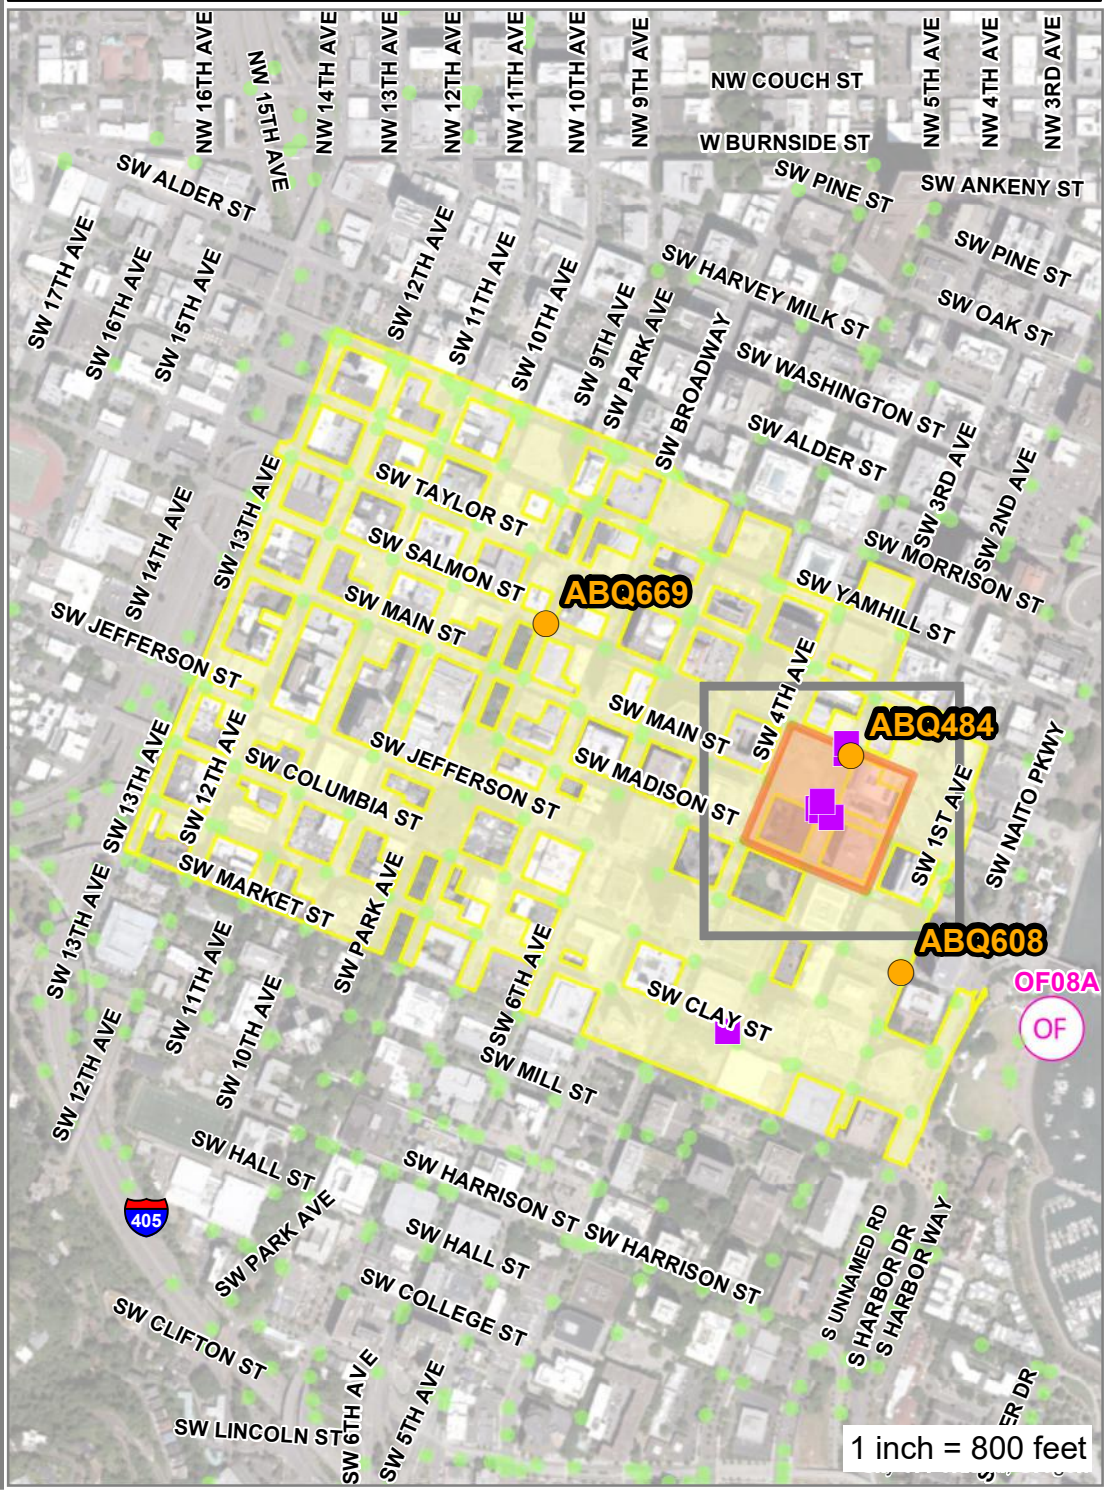 NW 16TH AVE
NW 15TH AVE
NW 14TH AVE
NW 13TH AVE
NW 12TH AVE
NW 11TH AVE
NW 10TH AVE
NW 9TH AVE
NW COUCH ST
NW 5TH AVE
NW 4TH AVE
NW 3RD AVE
W BURNSIDE ST
SW ALDER ST
SW PINE ST
SW ANKENY ST
SW 17TH AVE
SW 16TH AVE
SW 15TH AVE
SW 12TH AVE
SW 11TH AVE
SW 10TH AVE
SW 9TH AVE
SW PARK AVE
SW BROADWAY
SW HARVEY MILK ST
SW PINE ST
SW OAK ST
SW WASHINGTON ST
SW ALDER ST
SW 3RD AVE
SW 2ND AVE
SW 14TH AVE
SW 13TH AVE
SW TAYLOR ST
SW SALMON ST
SW MAIN ST
SW MORRISON ST
SW YAMHILL ST
ABQ669
SW JEFFERSON ST
SW 4TH AVE
SW MAIN ST
ABQ484
SW 13TH AVE
SW 12TH AVE
SW COLUMBIA ST
SW JEFFERSON ST
SW MADISON ST
SW 1ST AVE
SW NAITO PKWY
SW MARKET ST
SW PARK AVE
SW 13TH AVE
SW 11TH AVE
SW 10TH AVE
SW 6TH AVE
ABQ608
OF08A
OF
SW CLAY ST
SW 12TH AVE
SW MILL ST
SW HALL ST
SW HARRISON ST
SW HARRISON ST
405
SW PARK AVE
SW HALL ST
S UNNAMED RD
S HARBOR DR
S HARBOR WAY
SW COLLEGE ST
SW CLIFTON ST
SW 6TH AVE
SW 5TH AVE
SW LINCOLN ST
ER DR
1 inch = 800 feet